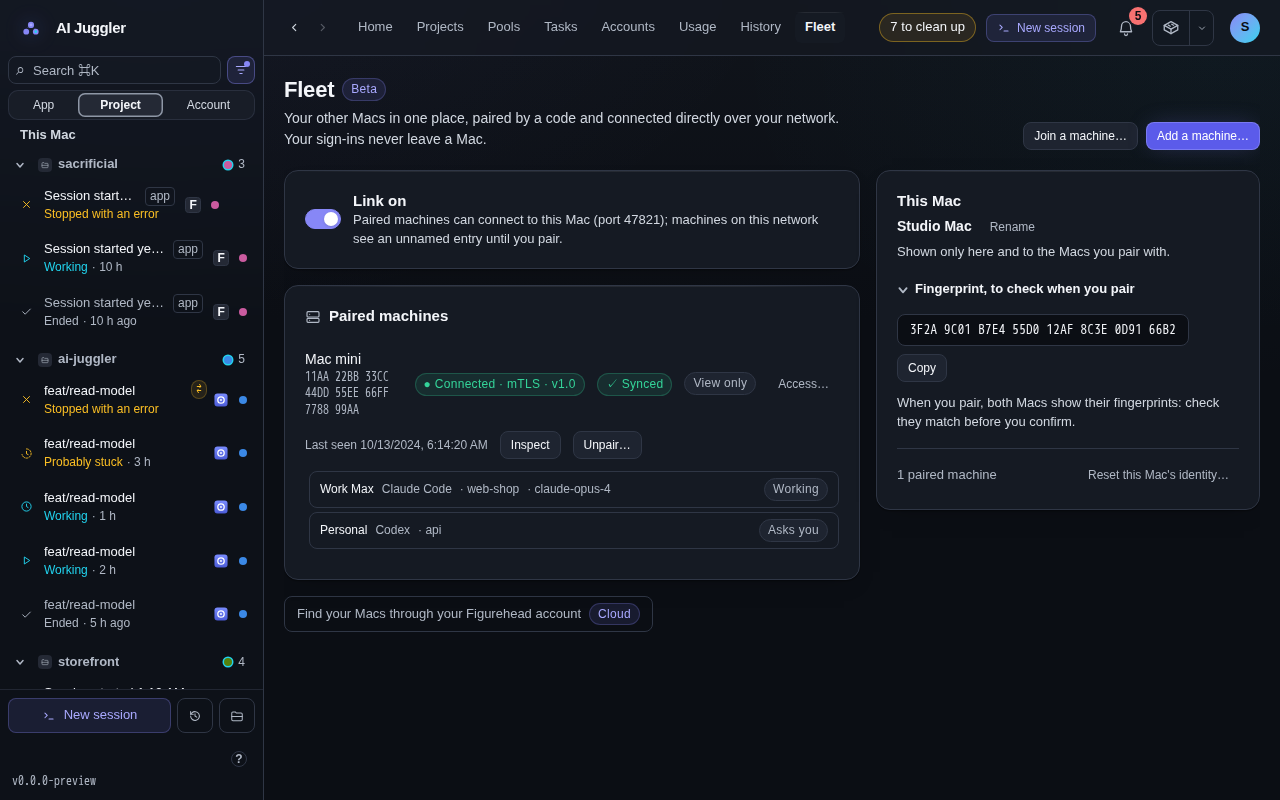 AI Juggler
Home
Projects
Pools
Tasks
Accounts
Usage
History
Fleet
7 to clean up
New session
5
S
Search ⌘K
App
Project
Account
This Mac
sacrificial
3
Session start…
app
Stopped with an error
F
Session started ye…
app
Working · 10 h
F
Session started ye…
app
Ended · 10 h ago
F
ai-juggler
5
feat/read-model
Stopped with an error
feat/read-model
Probably stuck · 3 h
feat/read-model
Working · 1 h
feat/read-model
Working · 2 h
feat/read-model
Ended · 5 h ago
storefront
4
New session
?
v0.0.0-preview
Fleet
Beta
Your other Macs in one place, paired by a code and connected directly over your network.
Your sign-ins never leave a Mac.
Join a machine…
Add a machine…
Link on
Paired machines can connect to this Mac (port 47821); machines on this network
see an unnamed entry until you pair.
Paired machines
Mac mini
11AA 22BB 33CC
44DD 55EE 66FF
7788 99AA
● Connected · mTLS · v1.0
✓ Synced
View only
Access…
Last seen 10/13/2024, 6:14:20 AM
Inspect
Unpair…
Work Max Claude Code · web-shop · claude-opus-4
Working
Personal Codex · api
Asks you
Find your Macs through your Figurehead account
Cloud
This Mac
Studio Mac
Rename
Shown only here and to the Macs you pair with.
Fingerprint, to check when you pair
3F2A 9C01 B7E4 55D0 12AF 8C3E 0D91 66B2
Copy
When you pair, both Macs show their fingerprints: check
they match before you confirm.
1 paired machine
Reset this Mac's identity…